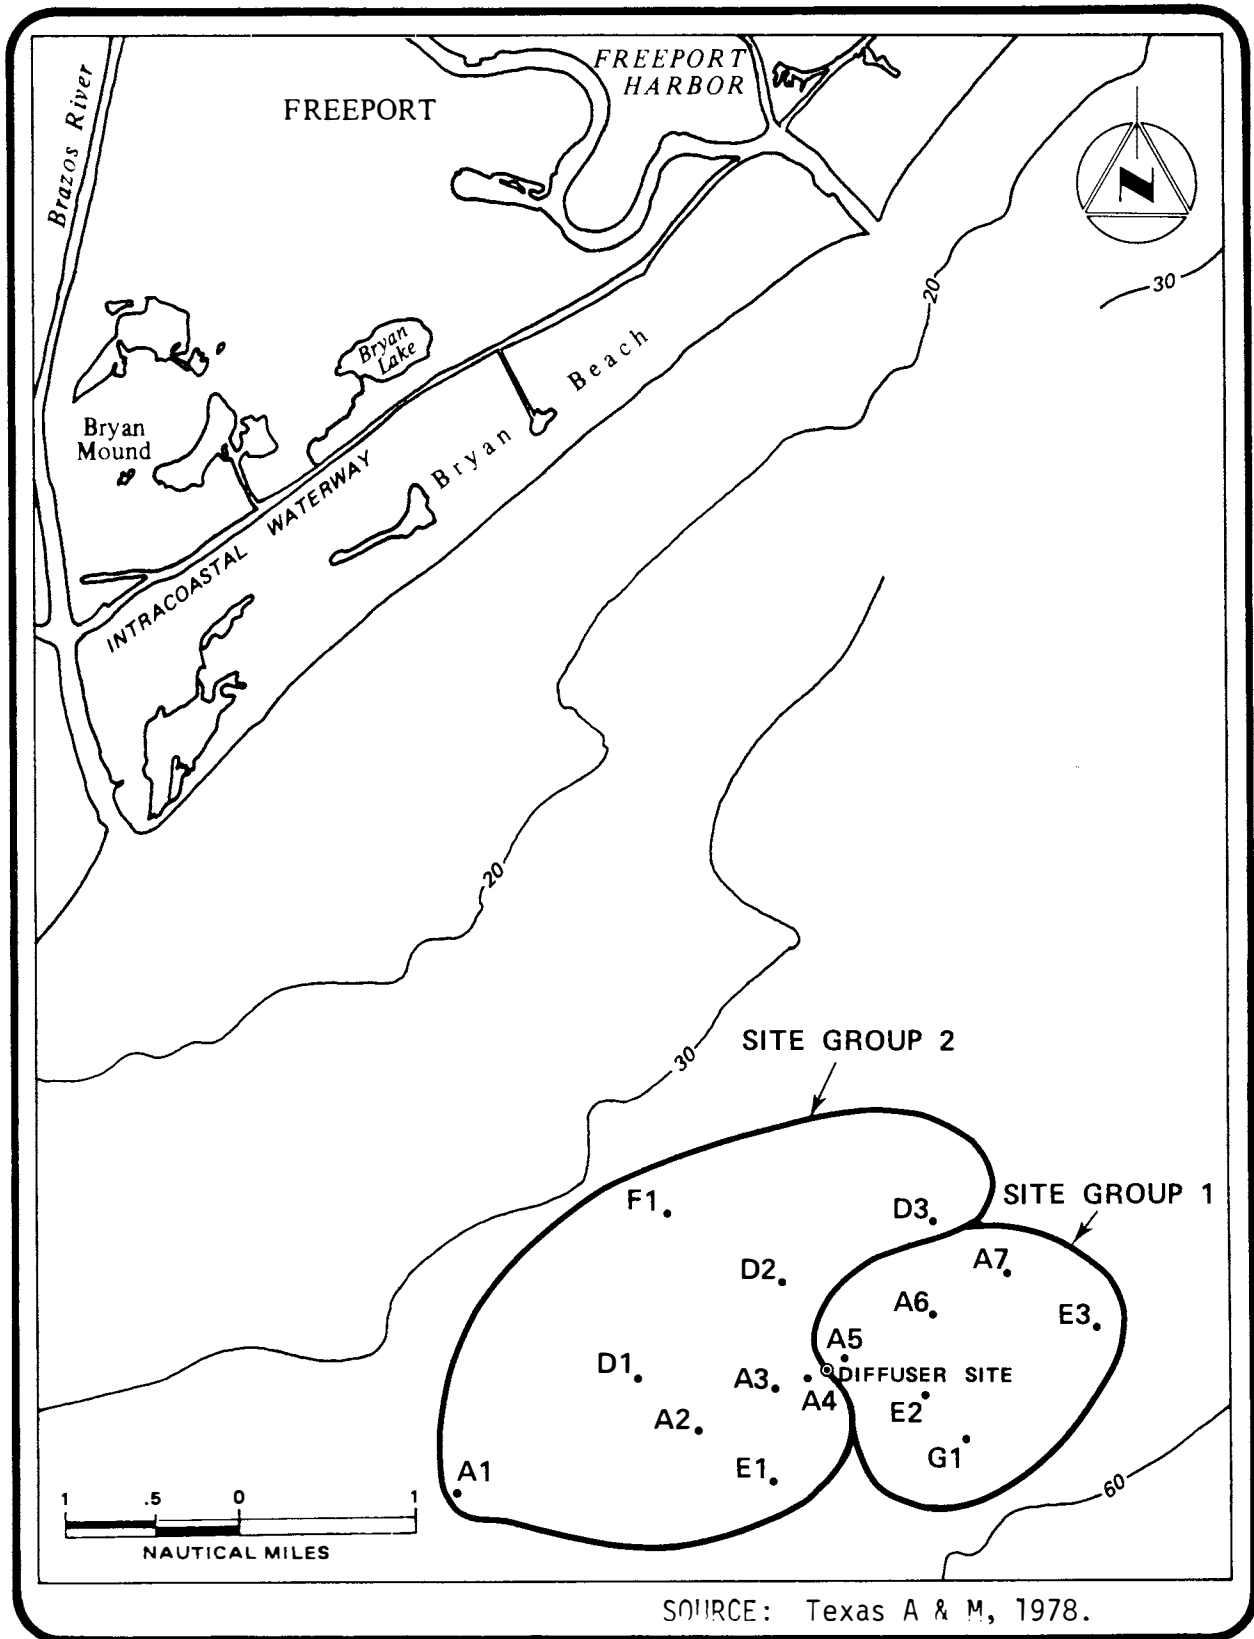 FREEPORT
HARBOR
FREEPORT
Brazos River
N
20
30
Bryan
Lake
Bryan Beach
Bryan
Mound
INTRACOASTAL WATERWAY
20
30
SITE GROUP 2
SITE GROUP 1
F1
D3
D2
A7
A6
E3
A5
D1
A3
DIFFUSER SITE
A4
A2
E2
G1
E1
A1
60
1 .5 0 1
NAUTICAL MILES
SOURCE: Texas A & M, 1978.